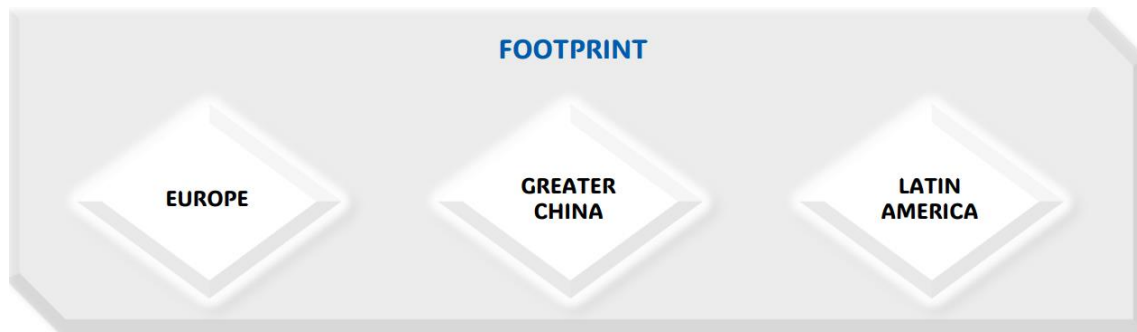 FOOTPRINT
EUROPE
GREATER
CHINA
LATIN
AMERICA